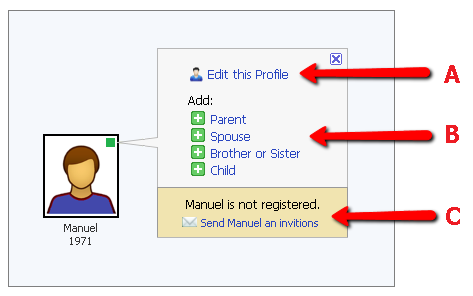 Edit this Profile
A
Add:
Parent
Spouse
B
Brother or Sister
Child
Manuel is not registered.
Send Manuel an invitions
C
Manuel
1971